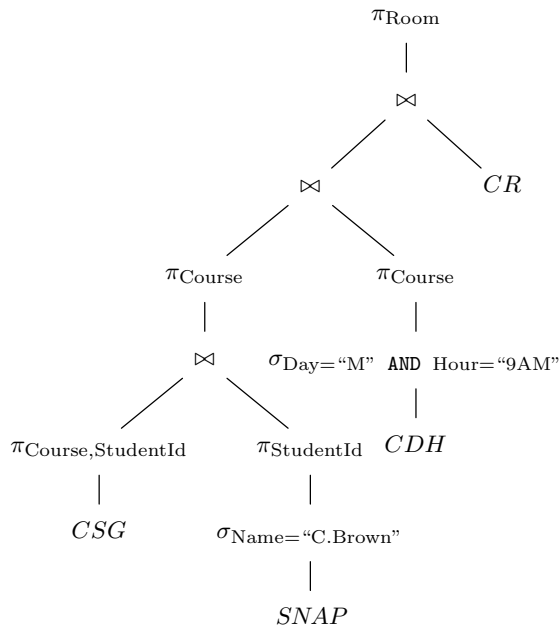 πRoom
⋈
⋈ CR
πCourse πCourse
⋈ σDay=“M” AND Hour=“9AM”
πCourse,StudentId πStudentId CDH
CSG σName=“C.Brown”
SNAP